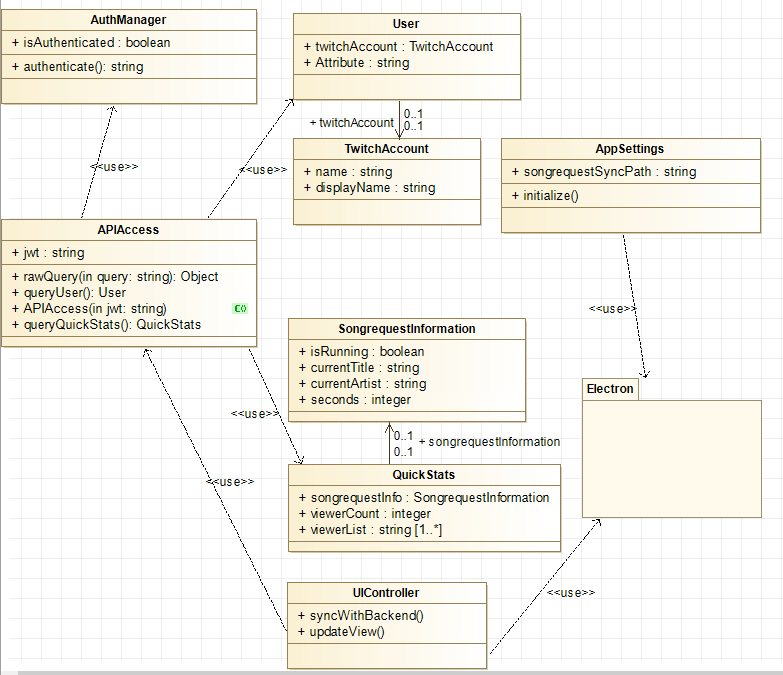 AuthManager
+ isAuthenticated : boolean
+ authenticate(): string
User
+ twitchAccount : TwitchAccount
+ Attribute : string
0..1
+ twitchAccount
0..1
<<use>>
<<use>>
TwitchAccount
+ name : string
+ displayName : string
AppSettings
+ songrequestSyncPath : string
+ initialize()
APIAccess
+ jwt : string
+ rawQuery(in query: string): Object
+ queryUser(): User
+ APIAccess(in jwt: string)
C()
+ queryQuickStats(): QuickStats
<<use>>
SongrequestInformation
+ isRunning : boolean
+ currentTitle : string
+ currentArtist : string
+ seconds : integer
Electron
<<use>>
0..1
+ songrequestInformation
0..1
QuickStats
+ songrequestInfo : SongrequestInformation
+ viewerCount : integer
+ viewerList : string [1..*]
<<use>>
UIController
+ syncWithBackend()
+ updateView()
<<use>>